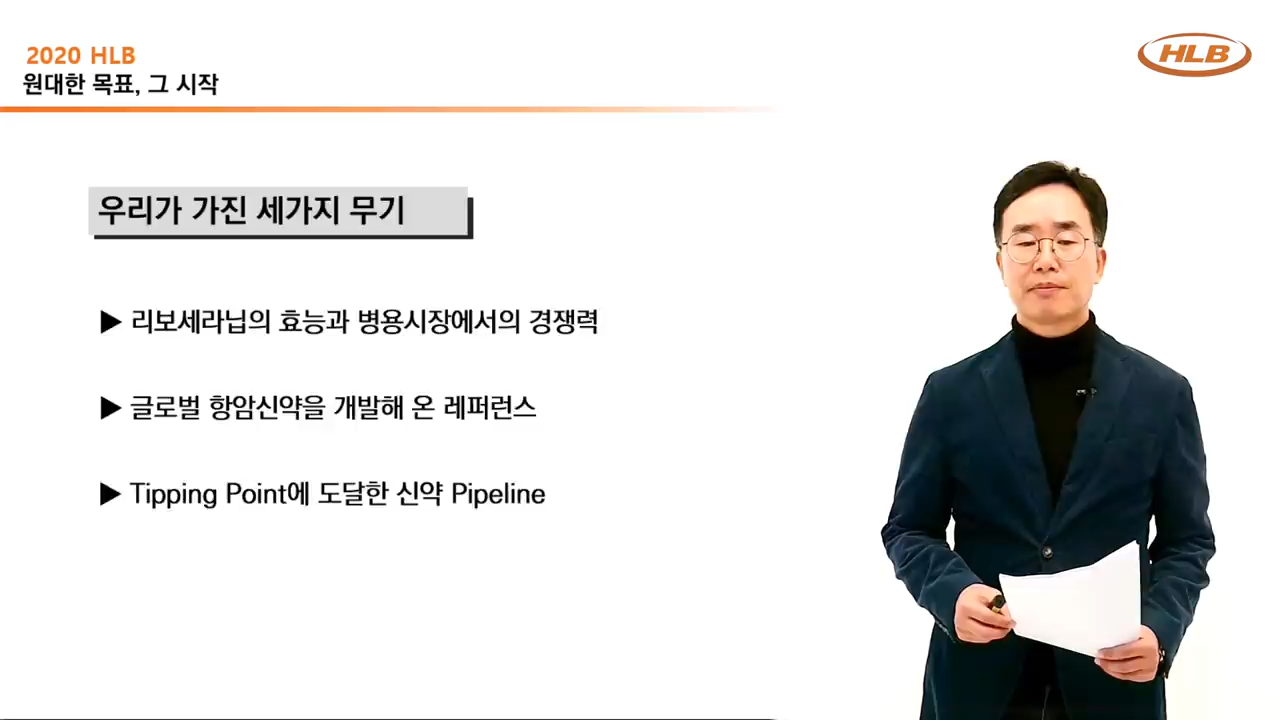 2020 HLB
원대한 목표, 그 시작
HLB
우리가 가진 세가지 무기
▶ 리보세라닙의 효능과 병용시장에서의 경쟁력
▶ 글로벌 항암신약을 개발해 온 레퍼런스
▶ Tipping Point에 도달한 신약 Pipeline